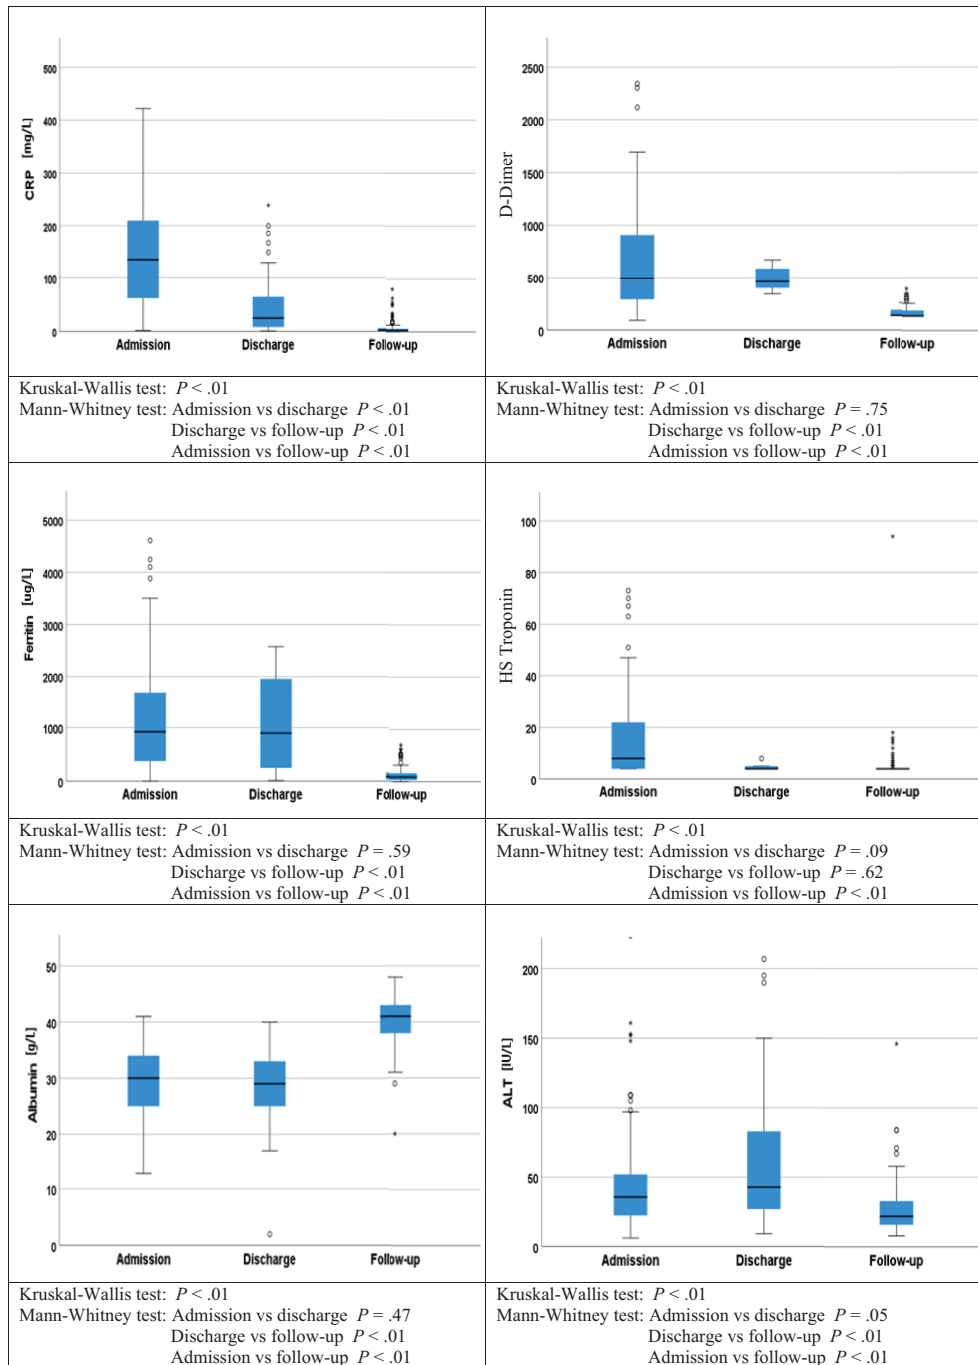 500
400
300
200
100
0
CRP [mg/L]
Admission Discharge Follow-up
2500
2000
1500
1000
500
0
D-Dimer
Admission Discharge Follow-up
Kruskal-Wallis test: P < .01
Mann-Whitney test: Admission vs discharge P < .01
Discharge vs follow-up P < .01
Admission vs follow-up P < .01
Kruskal-Wallis test: P < .01
Mann-Whitney test: Admission vs discharge P = .75
Discharge vs follow-up P < .01
Admission vs follow-up P < .01
5000
4000
3000
2000
1000
0
Ferritin [ug/L]
Admission Discharge Follow-up
100
80
60
40
20
0
HS Troponin
Admission Discharge Follow-up
Kruskal-Wallis test: P < .01
Mann-Whitney test: Admission vs discharge P = .59
Discharge vs follow-up P < .01
Admission vs follow-up P < .01
Kruskal-Wallis test: P < .01
Mann-Whitney test: Admission vs discharge P = .09
Discharge vs follow-up P = .62
Admission vs follow-up P < .01
50
40
30
20
10
0
Albumin [g/L]
Admission Discharge Follow-up
200
150
100
50
0
ALT [IU/L]
Admission Discharge Follow-up
Kruskal-Wallis test: P < .01
Mann-Whitney test: Admission vs discharge P = .47
Discharge vs follow-up P < .01
Admission vs follow-up P < .01
Kruskal-Wallis test: P < .01
Mann-Whitney test: Admission vs discharge P = .05
Discharge vs follow-up P < .01
Admission vs follow-up P < .01